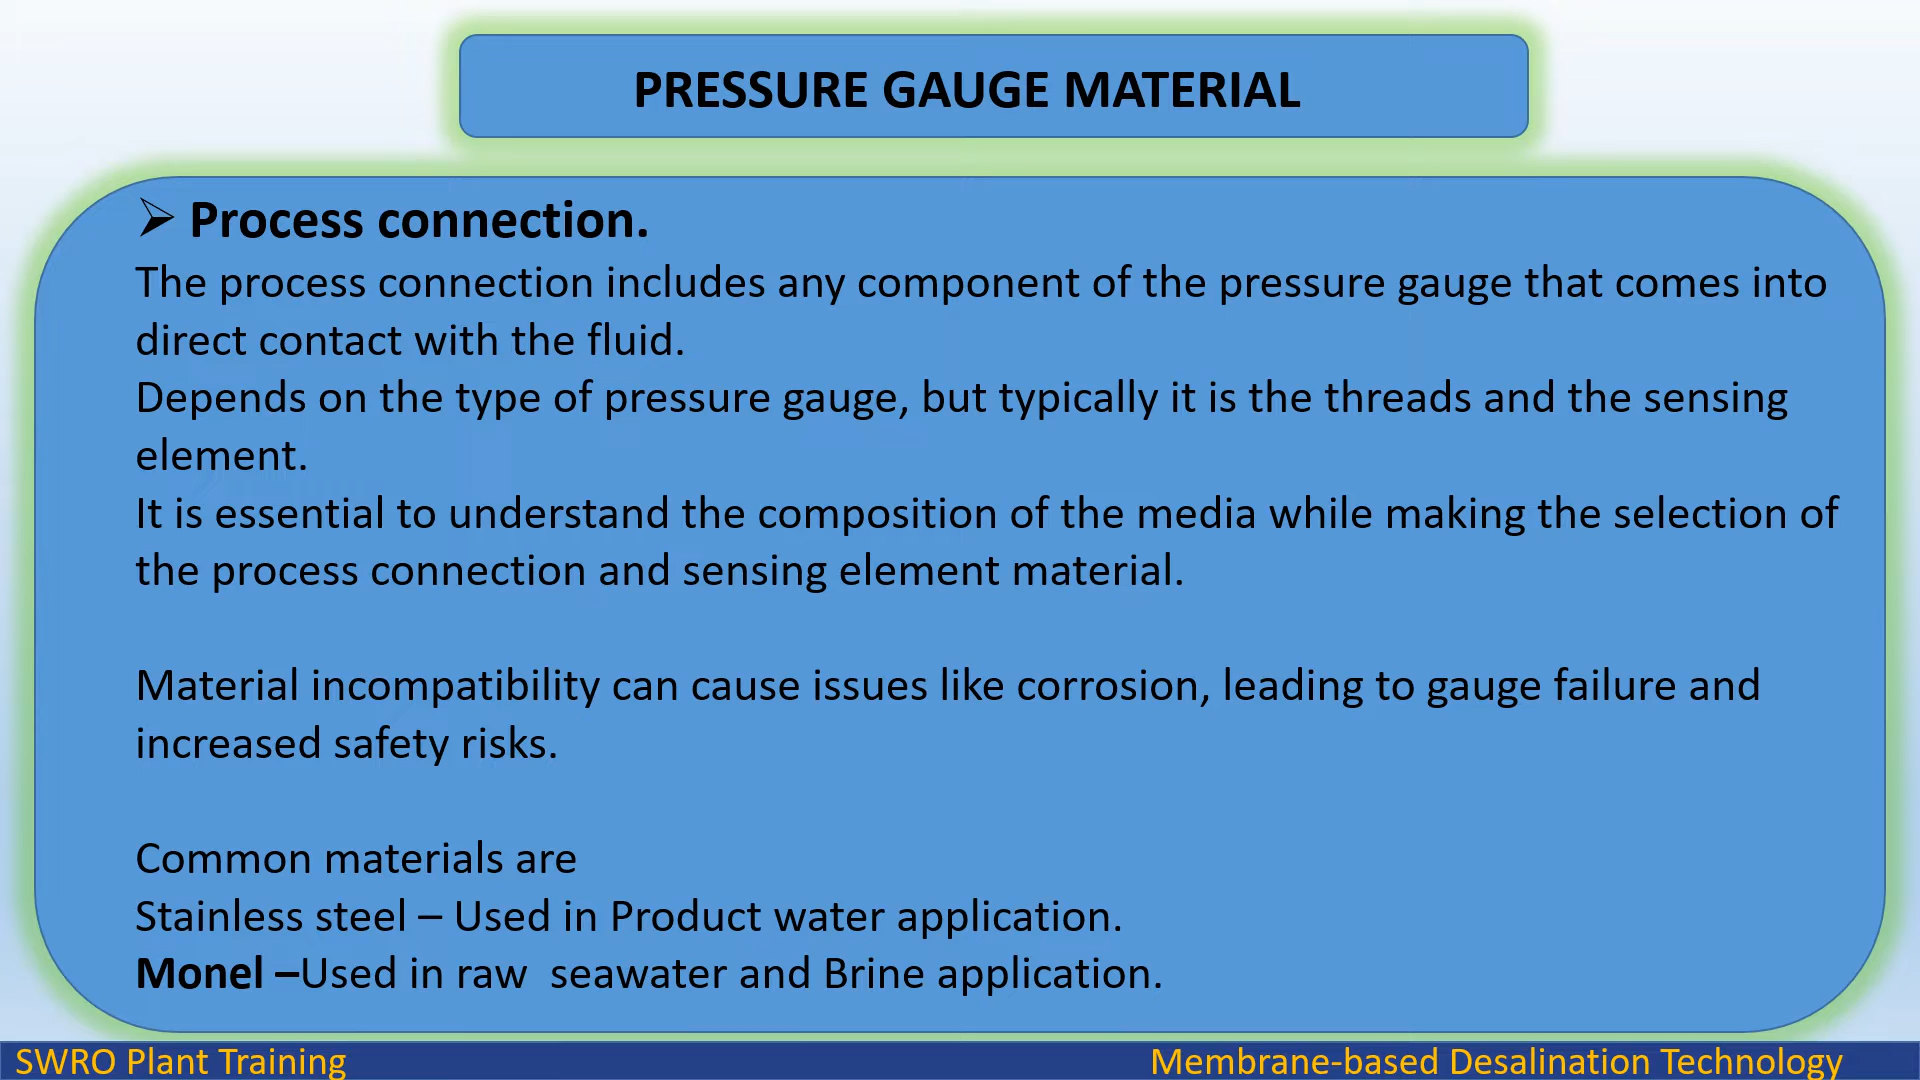 PRESSURE GAUGE MATERIAL
➢ Process connection.
The process connection includes any component of the pressure gauge that comes into
direct contact with the fluid.
Depends on the type of pressure gauge, but typically it is the threads and the sensing
element.
It is essential to understand the composition of the media while making the selection of
the process connection and sensing element material.
Material incompatibility can cause issues like corrosion, leading to gauge failure and
increased safety risks.
Common materials are
Stainless steel – Used in Product water application.
Monel –Used in raw  seawater and Brine application.
SWRO Plant Training
Membrane-based Desalination Technology